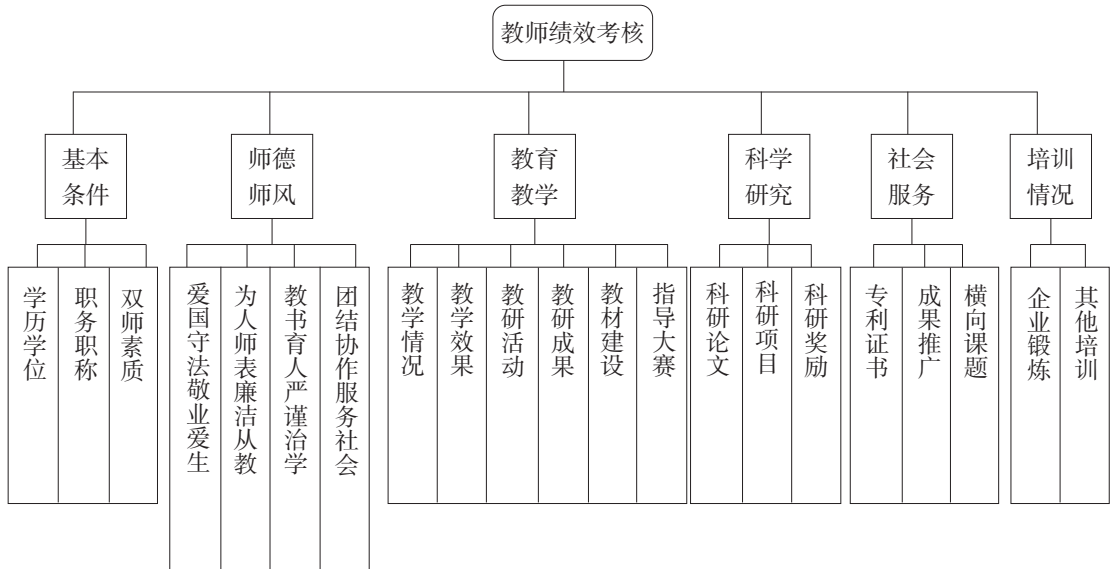 教师绩效考核
基本
条件
师德
师风
教育
教学
科学
研究
社会
服务
培训
情况
学历学位
职务职称
双师素质
爱国守法敬业爱生
为人师表廉洁从教
教书育人严谨治学
团结协作服务社会
教学情况
教学效果
教研活动
教研成果
教材建设
指导大赛
科研论文
科研项目
科研奖励
专利证书
成果推广
横向课题
企业锻炼
其他培训